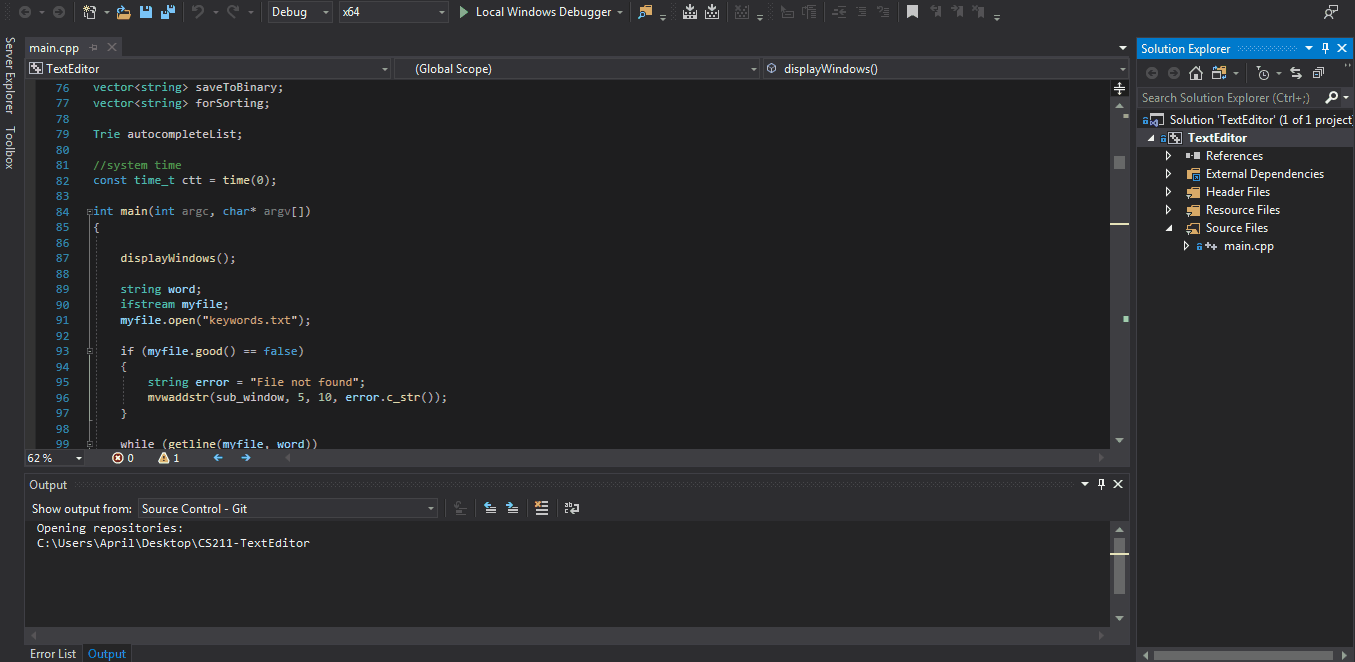 Debug
x64
Local Windows Debugger
Server Explorer
Toolbox
main.cpp
TextEditor
(Global Scope)
displayWindows()
76 vector<string> saveToBinary;
77 vector<string> forSorting;
78
79 Trie autocompleteList;
80
81 //system time
82 const time_t ctt = time(0);
83
84 int main(int argc, char* argv[])
85 {
86
87 displayWindows();
88
89 string word;
90 ifstream myfile;
91 myfile.open("keywords.txt");
92
93 if (myfile.good() == false)
94 {
95 string error = "File not found";
96 mvwaddstr(sub_window, 5, 10, error.c_str());
97 }
98
99 while (getline(myfile, word))
62 %
0
1
Output
Show output from:
Source Control - Git
Opening repositories:
C:\Users\April\Desktop\CS211-TextEditor
Error List
Output
Solution Explorer
Search Solution Explorer (Ctrl+;)
Solution 'TextEditor' (1 of 1 project
TextEditor
References
External Dependencies
Header Files
Resource Files
Source Files
main.cpp